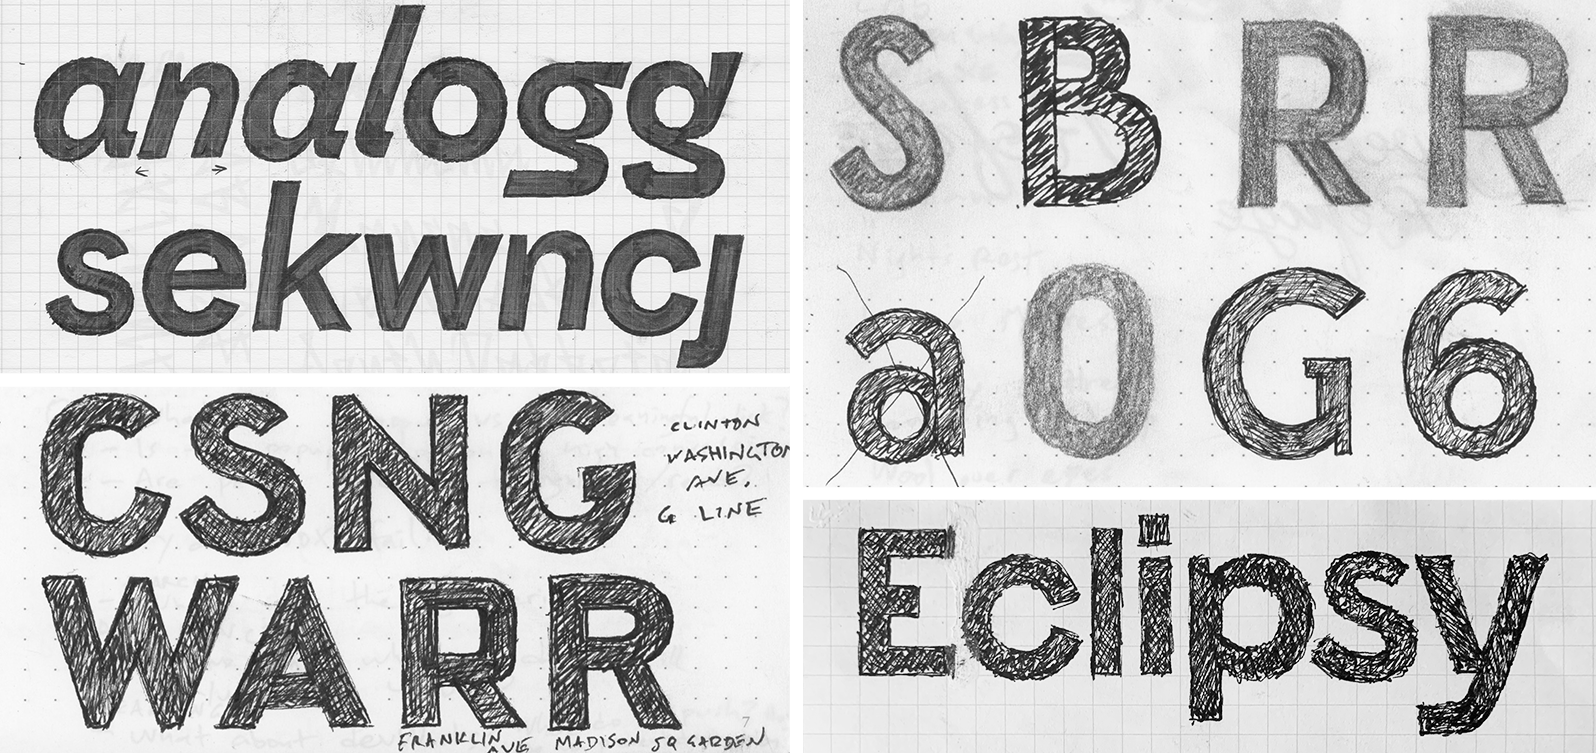 analogg
sekwncj
CSNG
CLINTON
WASHINGTON
AVE.
G LINE
WARR
FRANKLIN
AVE
MADISON SQ GARDEN
SBRR
a0G6
Eclipsy